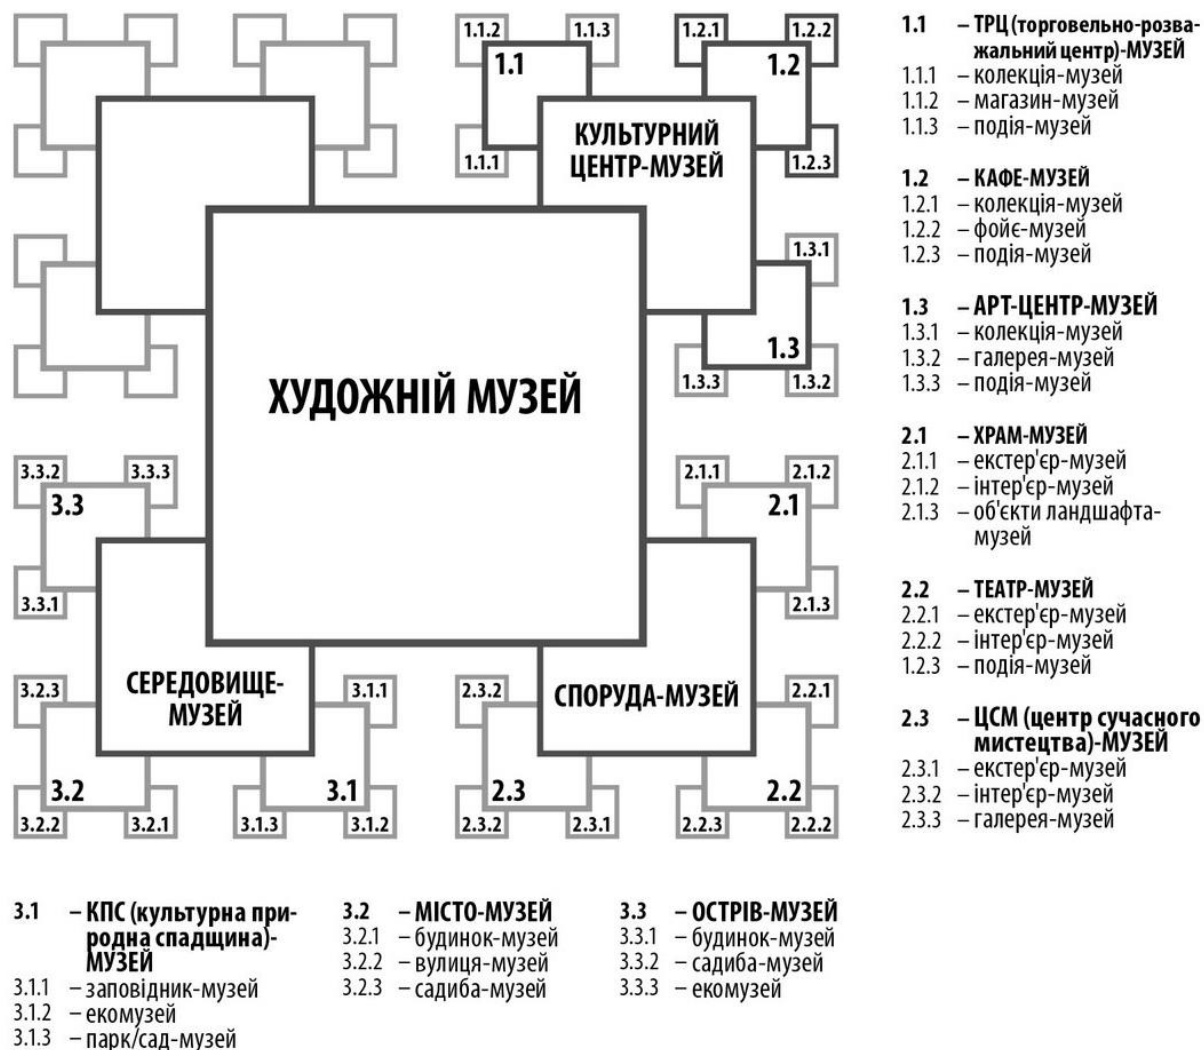 1.1.2 1.1.3 1.2.1 1.2.2
1.1 1.2
КУЛЬТУРНИЙ
ЦЕНТР-МУЗЕЙ
1.1.1 1.2.3
1.3.1
1.3
1.3.3 1.3.2
ХУДОЖНІЙ МУЗЕЙ
3.3.2 3.3.3 2.1.1 2.1.2
3.3 2.1
3.3.1 2.1.3
СЕРЕДОВИЩЕ-
МУЗЕЙ
СПОРУДА-МУЗЕЙ
3.2.3 3.1.1 2.3.2 2.2.1
3.2 3.1 2.3 2.2
3.2.2 3.2.1 3.1.3 3.1.2 2.3.2 2.3.1 2.2.3 2.2.2
1.1 – ТРЦ (торговельно-розва-
жальний центр)-МУЗЕЙ
1.1.1 – колекція-музей
1.1.2 – магазин-музей
1.1.3 – подія-музей
1.2 – КАФЕ-МУЗЕЙ
1.2.1 – колекція-музей
1.2.2 – фойє-музей
1.2.3 – подія-музей
1.3 – АРТ-ЦЕНТР-МУЗЕЙ
1.3.1 – колекція-музей
1.3.2 – галерея-музей
1.3.3 – подія-музей
2.1 – ХРАМ-МУЗЕЙ
2.1.1 – екстер'єр-музей
2.1.2 – інтер'єр-музей
2.1.3 – об'єкти ландшафта-
музей
2.2 – ТЕАТР-МУЗЕЙ
2.2.1 – екстер'єр-музей
2.2.2 – інтер'єр-музей
1.2.3 – подія-музей
2.3 – ЦСМ (центр сучасного
мистецтва)-МУЗЕЙ
2.3.1 – екстер'єр-музей
2.3.2 – інтер'єр-музей
2.3.3 – галерея-музей
3.1 – КПС (культурна при-
родна спадщина)-
МУЗЕЙ
3.1.1 – заповідник-музей
3.1.2 – екомузей
3.1.3 – парк/сад-музей
3.2 – МІСТО-МУЗЕЙ
3.2.1 – будинок-музей
3.2.2 – вулиця-музей
3.2.3 – садиба-музей
3.3 – ОСТРІВ-МУЗЕЙ
3.3.1 – будинок-музей
3.3.2 – садиба-музей
3.3.3 – екомузей